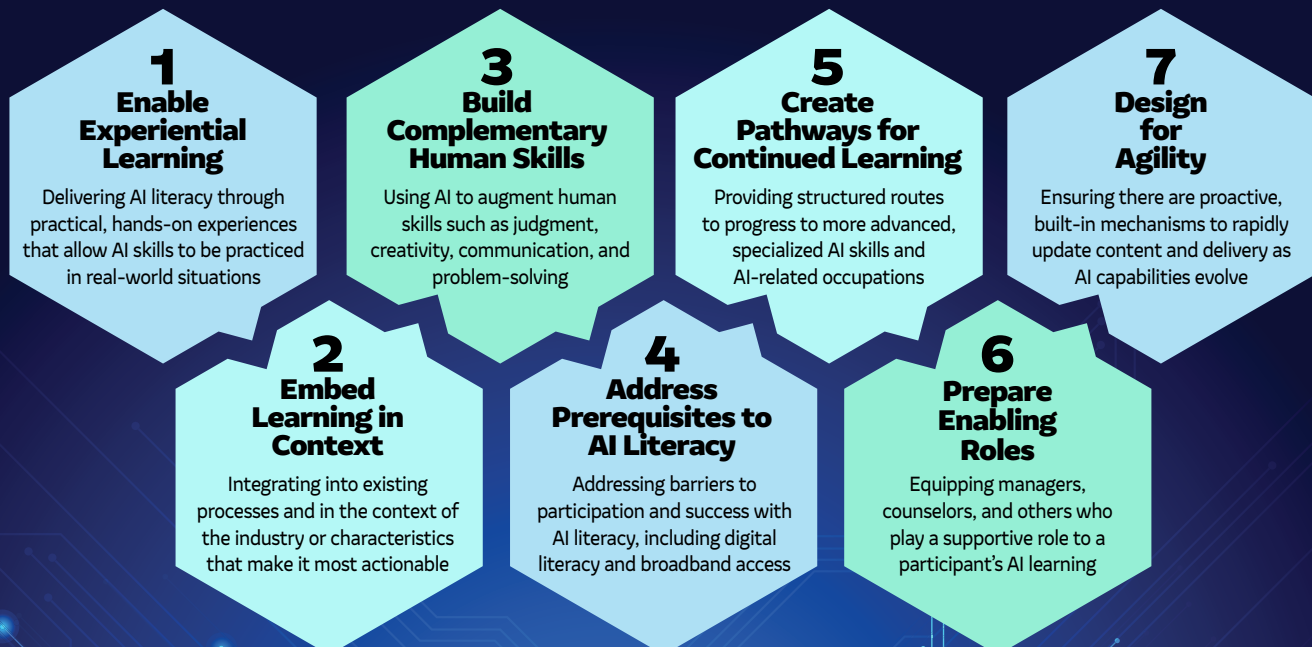 1
Enable
Experiential
Learning
Delivering AI literacy through
practical, hands-on experiences
that allow AI skills to be practiced
in real-world situations
2
Embed
Learning in
Context
Integrating into existing
processes and in the context of
the industry or characteristics
that make it most actionable
3
Build
Complementary
Human Skills
Using AI to augment human
skills such as judgment,
creativity, communication, and
problem-solving
4
Address
Prerequisites to
AI Literacy
Addressing barriers to
participation and success with
AI literacy, including digital
literacy and broadband access
5
Create
Pathways for
Continued Learning
Providing structured routes
to progress to more advanced,
specialized AI skills and
AI-related occupations
6
Prepare
Enabling
Roles
Equipping managers,
counselors, and others who
play a supportive role to a
participant's AI learning
7
Design
for
Agility
Ensuring there are proactive,
built-in mechanisms to rapidly
update content and delivery as
AI capabilities evolve